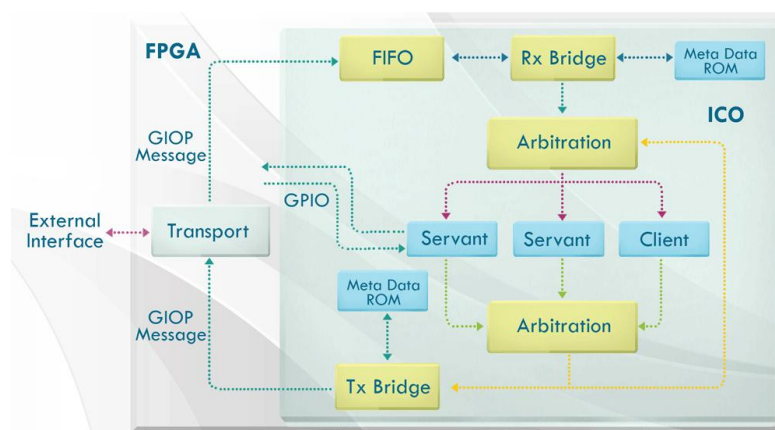 FPGA
FIFO
Rx Bridge
Meta Data
ROM
ICO
GIOP
Message
Arbitration
GPIO
External
Interface
Transport
Servant
Servant
Client
Meta Data
ROM
GIOP
Message
Arbitration
Tx Bridge